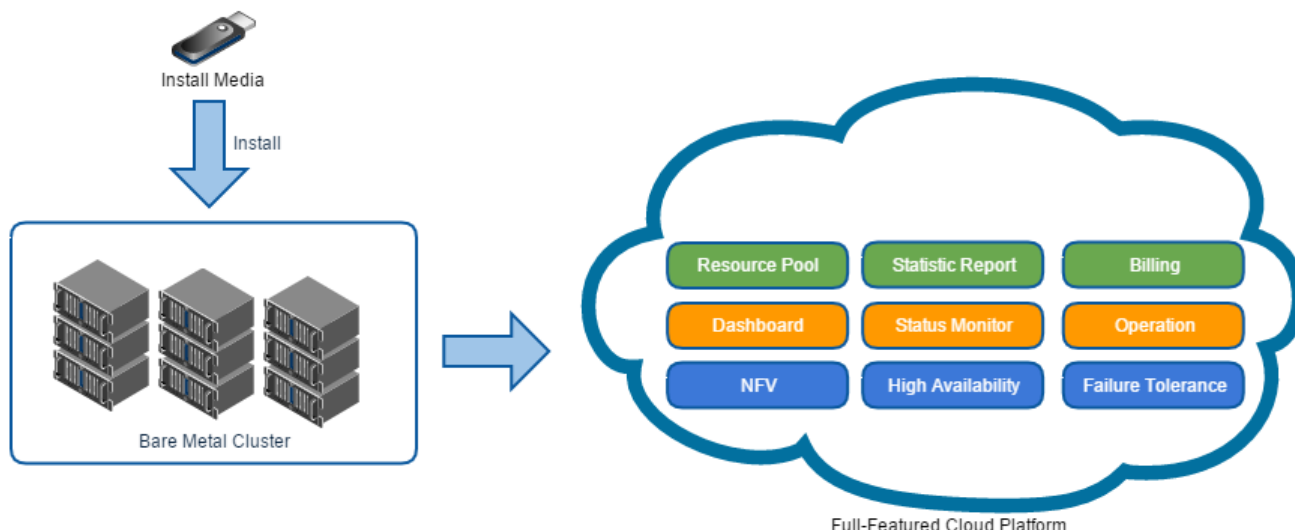 Install Media
Install
Bare Metal Cluster
Resource Pool
Statistic Report
Billing
Dashboard
Status Monitor
Operation
NFV
High Availability
Failure Tolerance
Full-Featured Cloud Platform